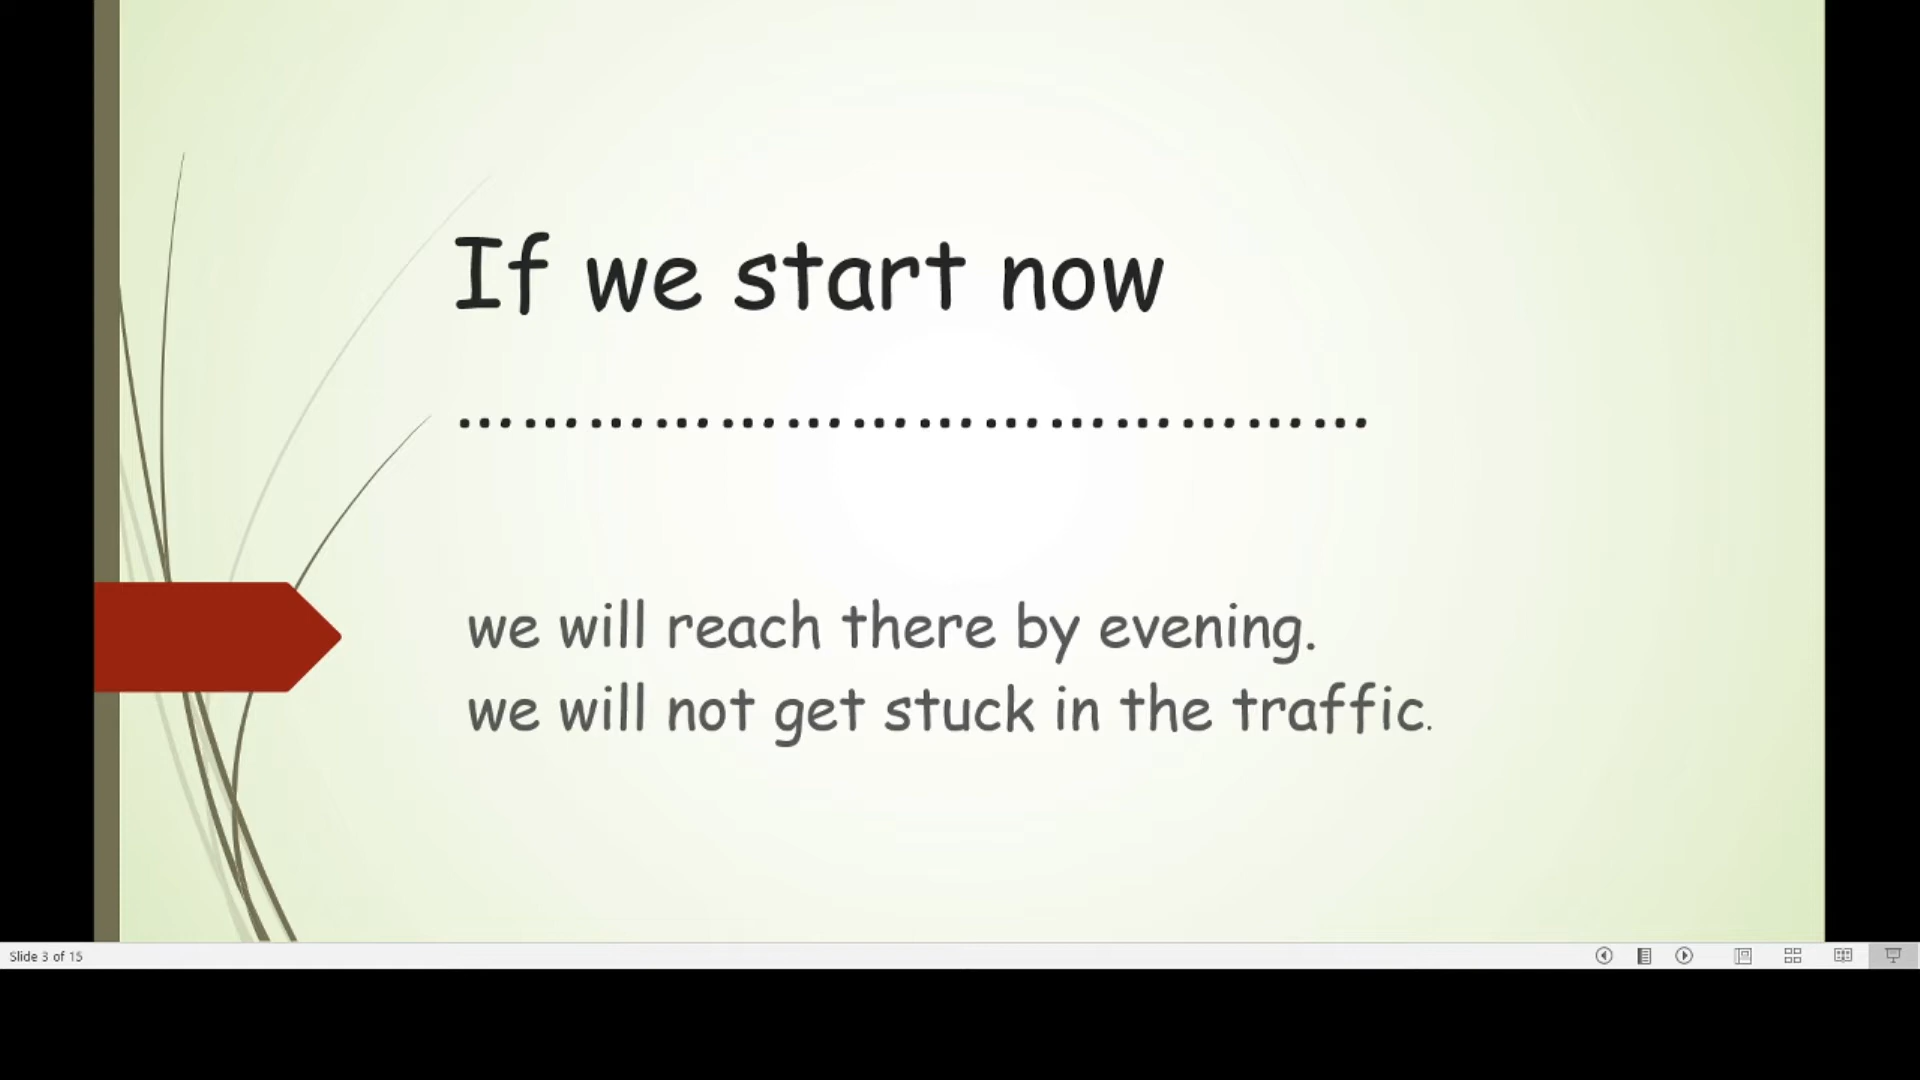 If we start now
..........................................
we will reach there by evening.
we will not get stuck in the traffic.
Slide 3 of 15